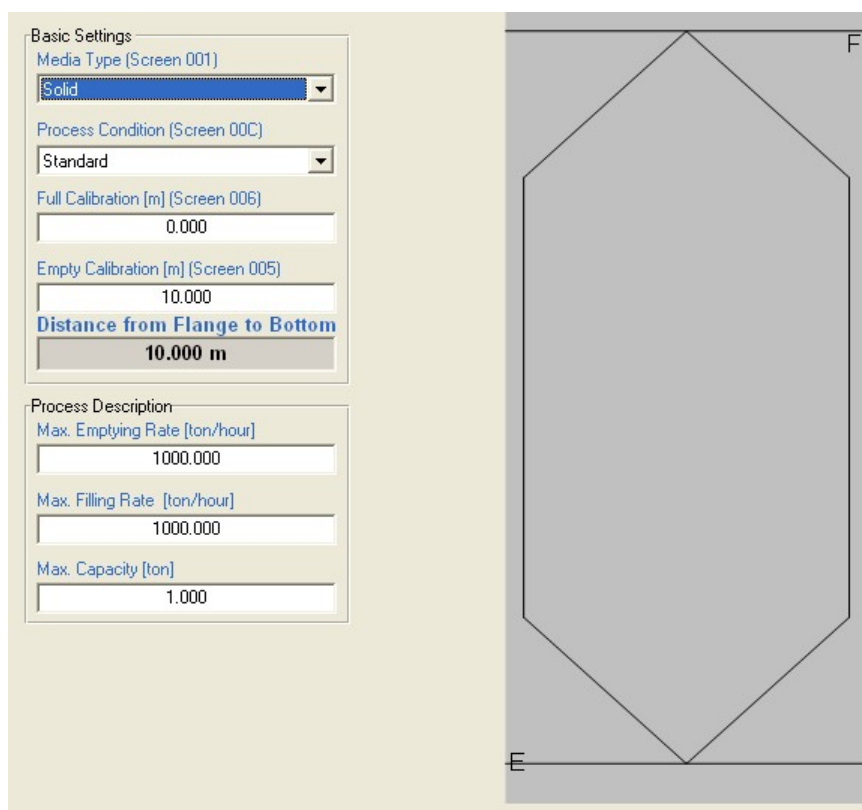 Basic Settings
Media Type (Screen 001)
Solid
Process Condition (Screen 00C)
Standard
Full Calibration [m] (Screen 006)
0.000
Empty Calibration [m] (Screen 005)
10.000
Distance from Flange to Bottom
10.000 m
Process Description
Max. Emptying Rate [ton/hour]
1000.000
Max. Filling Rate [ton/hour]
1000.000
Max. Capacity [ton]
1.000
F
E